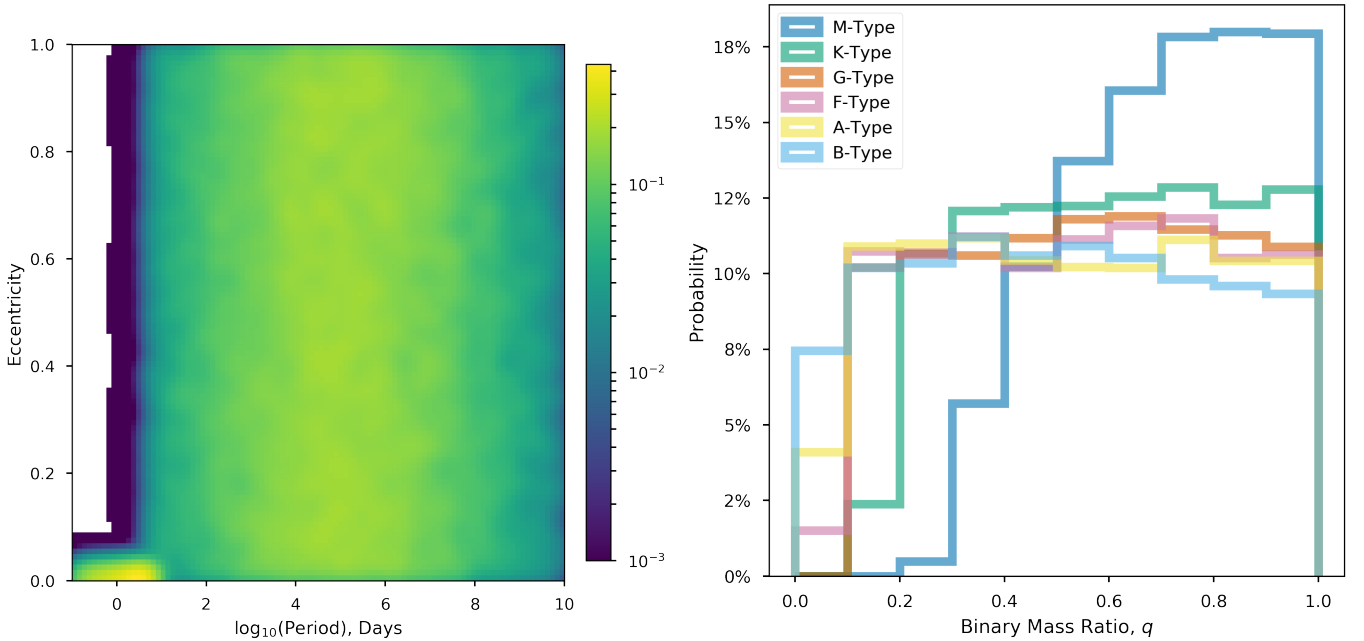 1.0
0.8
0.6
0.4
0.2
0.0
Eccentricity
0
2
4
6
8
10
log₁₀(Period), Days
10⁻¹
10⁻²
10⁻³
M-Type
K-Type
G-Type
F-Type
A-Type
B-Type
18%
15%
12%
10%
8%
5%
2%
0%
Probability
0.0
0.2
0.4
0.6
0.8
1.0
Binary Mass Ratio, q